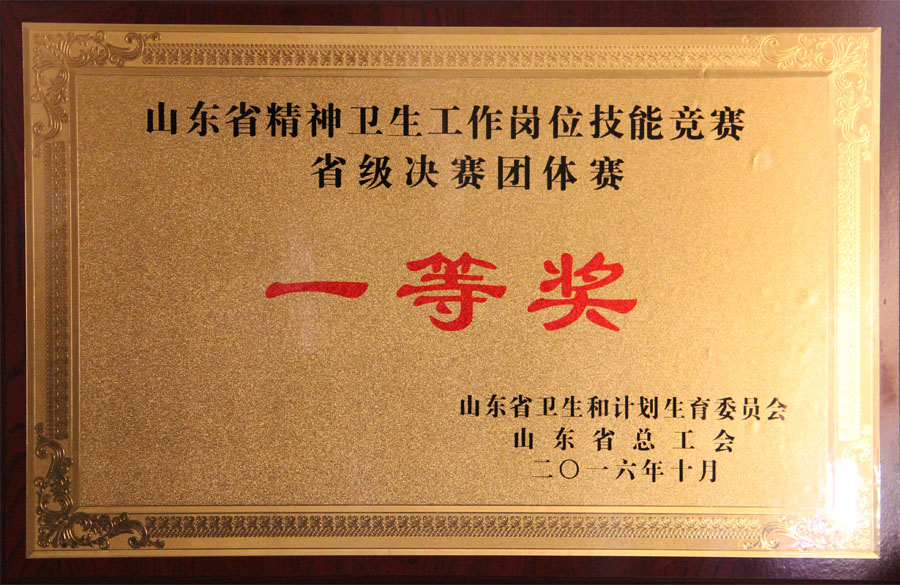 山东省精神卫生工作岗位技能竞赛
省级决赛团体赛
一等奖
山东省卫生和计划生育委员会
山东省总工会
二〇一六年十月